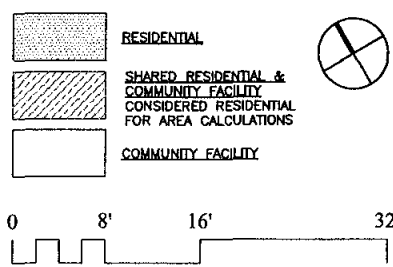 RESIDENTIAL
SHARED RESIDENTIAL &
COMMUNITY FACILITY
CONSIDERED RESIDENTIAL
FOR AREA CALCULATIONS
COMMUNITY FACILITY
0 8' 16' 32